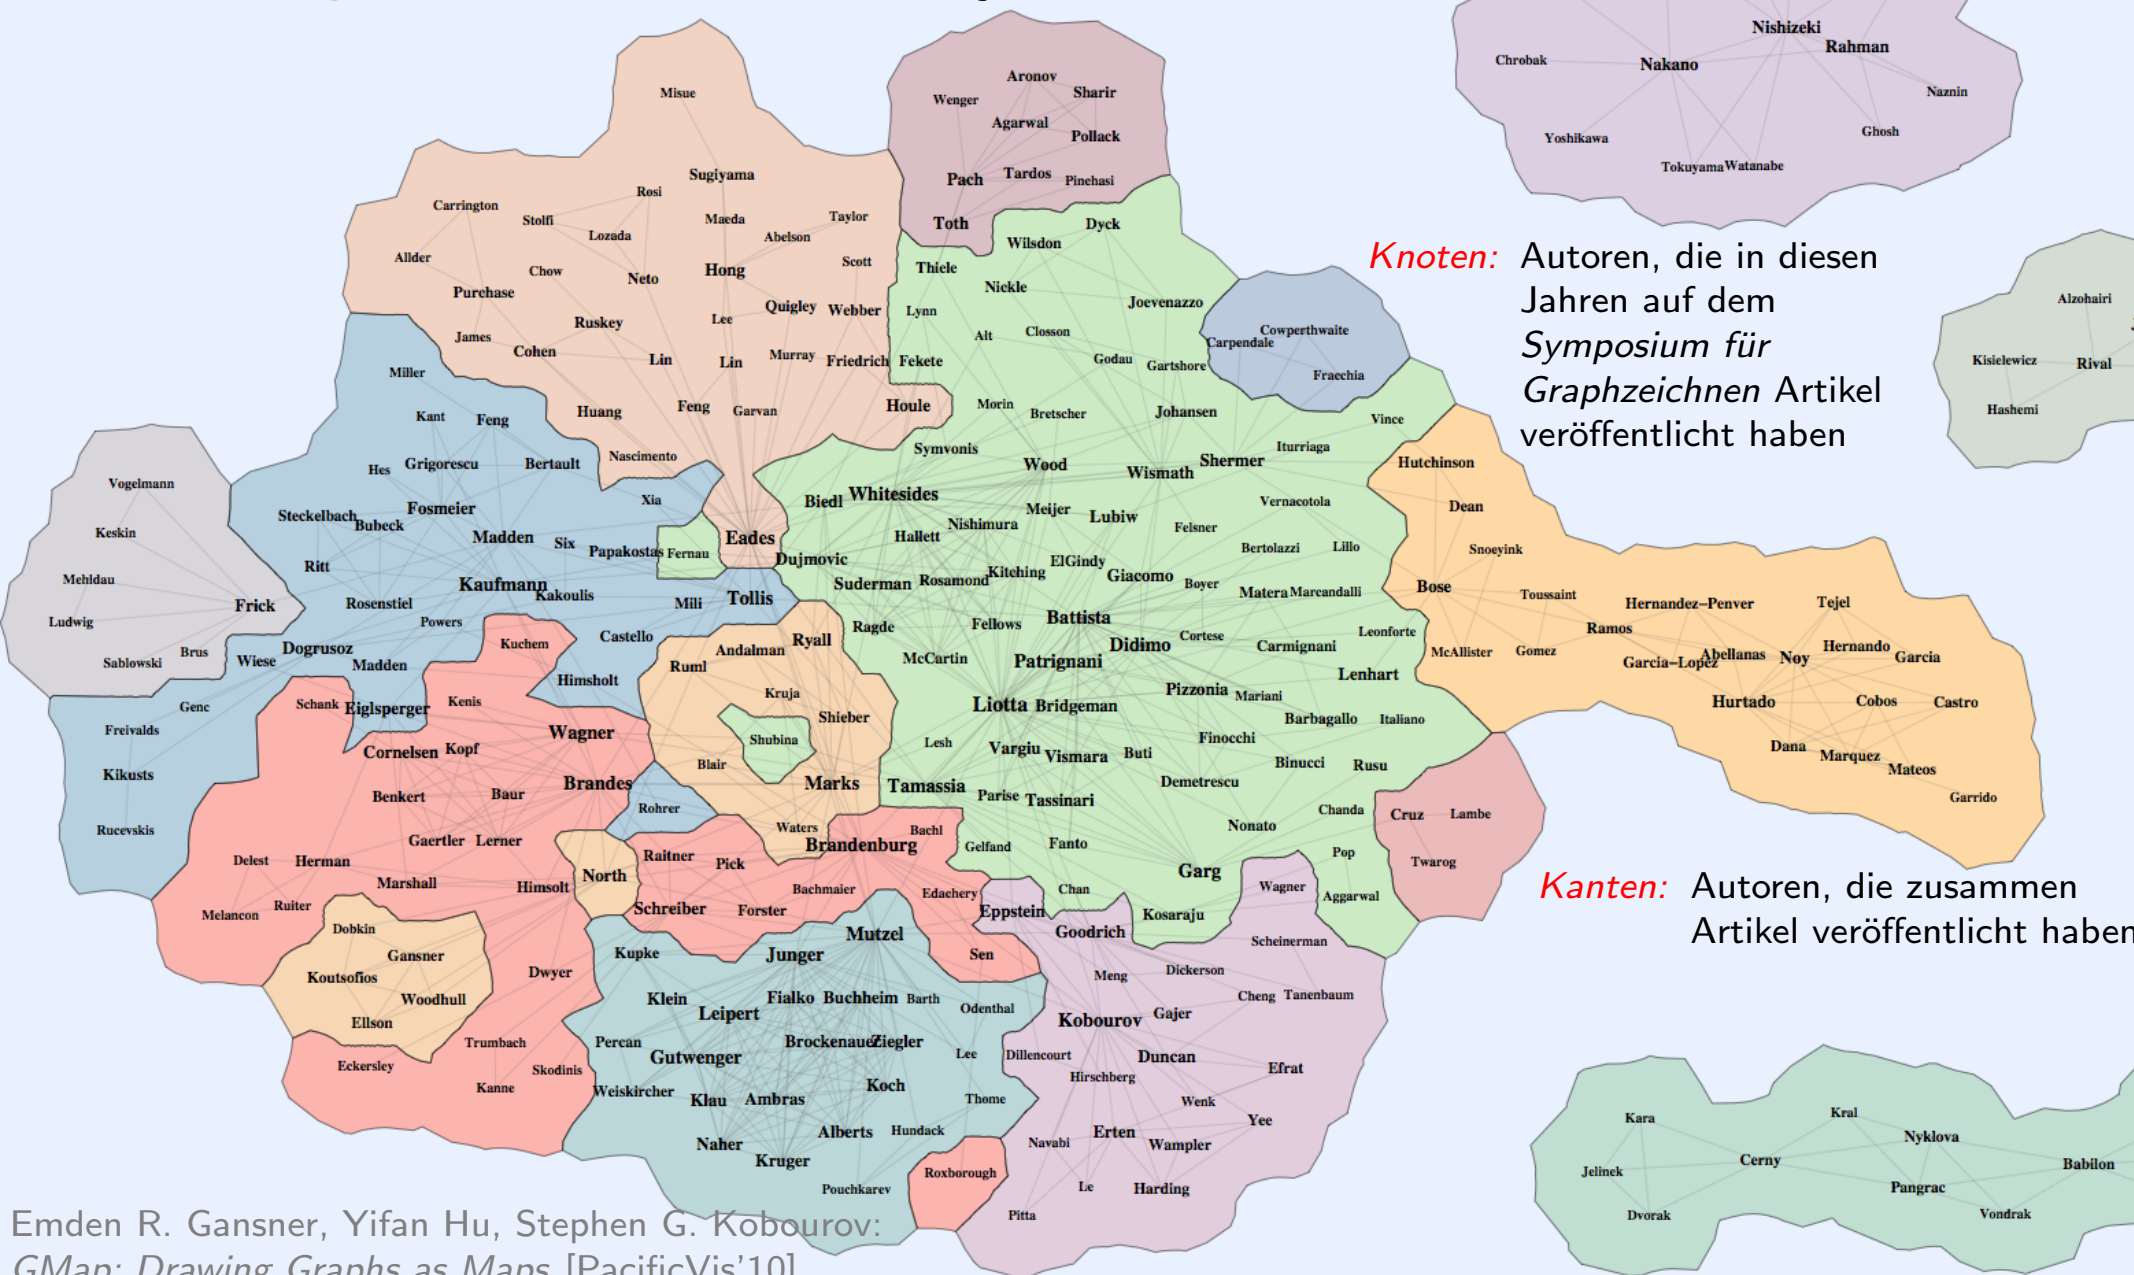 Misue
Aronov
Wenger
Sharir
Agarwal
Pollack
Pach
Tardos
Pinchasi
Toth
Nishizeki
Rahman
Chrobak
Nakano
Naznin
Yoshikawa
Ghosh
Tokuyama
Watanabe
Knoten: Autoren, die in diesen
Jahren auf dem
Symposium für
Graphzeichnen Artikel
veröffentlicht haben
Alzohairi
Kisielewicz
Rival
Hashemi
Sugiyama
Rosi
Carrington
Stolfi
Maeda
Taylor
Lozada
Abelson
Allder
Chow
Hong
Scott
Neto
Purchase
Quigley
Webber
Ruskey
Lee
James
Cohen
Lin
Lin
Murray
Friedrich
Huang
Feng
Garvan
Houle
Nascimento
Eades
Dyck
Wilsdon
Thiele
Nickle
Joevenazzo
Lynn
Alt
Closson
Cowperthwaite
Carpendale
Fracchia
Fekete
Godau
Gartshore
Morin
Bretscher
Johansen
Vince
Symvonis
Wood
Wismath
Shermer
Iturriaga
Biedl
Whitesides
Meijer
Lubiw
Vernacotola
Nishimura
Hallett
Felsner
Bertolazzi
Lillo
Dujmovic
ElGindy
Suderman
Rosamond
Kitching
Giacomo
Boyer
Matera
Marcandalli
Battista
Ragde
Fellows
Didimo
Cortese
Carmignani
Leonforte
McCartin
Patrignani
Lenhart
Pizzonia
Mariani
Liotta
Bridgeman
Barbagallo
Italiano
Lesh
Vargiu
Vismara
Buti
Finocchi
Binucci
Rusu
Tamassia
Parise
Tassinari
Demetrescu
Chanda
Nonato
Gelfand
Fanto
Pop
Garg
Chan
Aggarwal
Kosaraju
Hutchinson
Dean
Snoeyink
Bose
Toussaint
Hernandez-Penver
Tejel
Ramos
McAllister
Gomez
Garcia-Lopez
Abellanas
Noy
Hernando
Garcia
Hurtado
Cobos
Castro
Dana
Marquez
Mateos
Garrido
Cruz
Lambe
Twarog
Kanten: Autoren, die zusammen
Artikel veröffentlicht haben
Vogelmann
Keskin
Mehldau
Ludwig
Frick
Brus
Sablowski
Miller
Kant
Feng
Hes
Grigorescu
Bertault
Xia
Steckelbach
Fosmeier
Bubeck
Madden
Six
Papakostas
Fernau
Ritt
Kaufmann
Kakoulis
Rosenstiel
Mili
Tollis
Powers
Castello
Wiese
Dogrusoz
Madden
Himsholt
Genc
Eiglsperger
Freivalds
Kikusts
Rucevskis
Kuchem
Schank
Kenis
Wagner
Cornelsen
Kopf
Brandes
Benkert
Baur
Rohrer
Gaertler
Lerner
Delest
Herman
Marshall
Himsolt
Melancon
Ruiter
North
Dobkin
Gansner
Koutsofios
Woodhull
Ellson
Dwyer
Trumbach
Eckersley
Kanne
Skodinis
Ryall
Andalman
Ruml
Kruja
Shieber
Shubina
Blair
Marks
Waters
Bachl
Brandenburg
Raitner
Pick
Bachmaier
Edachery
Schreiber
Forster
Sen
Mutzel
Kupke
Junger
Klein
Fialko
Buchheim
Barth
Odenthal
Leipert
Percan
Brockenauer
Ziegler
Gutwenger
Lee
Weiskircher
Koch
Klau
Ambras
Thome
Alberts
Hundack
Naher
Kruger
Pouchkarev
Roxborough
Eppstein
Wagner
Goodrich
Scheinerman
Meng
Dickerson
Cheng
Tanenbaum
Kobourov
Gajer
Dillencourt
Duncan
Hirschberg
Efrat
Wenk
Yee
Navabi
Erten
Wampler
Le
Harding
Pitta
Kara
Kral
Nyklova
Jelinek
Cerny
Babilon
Pangrac
Dvorak
Vondrak
Emden R. Gansner, Yifan Hu, Stephen G. Kobourov:
GMap: Drawing Graphs as Maps [PacificVis'10]